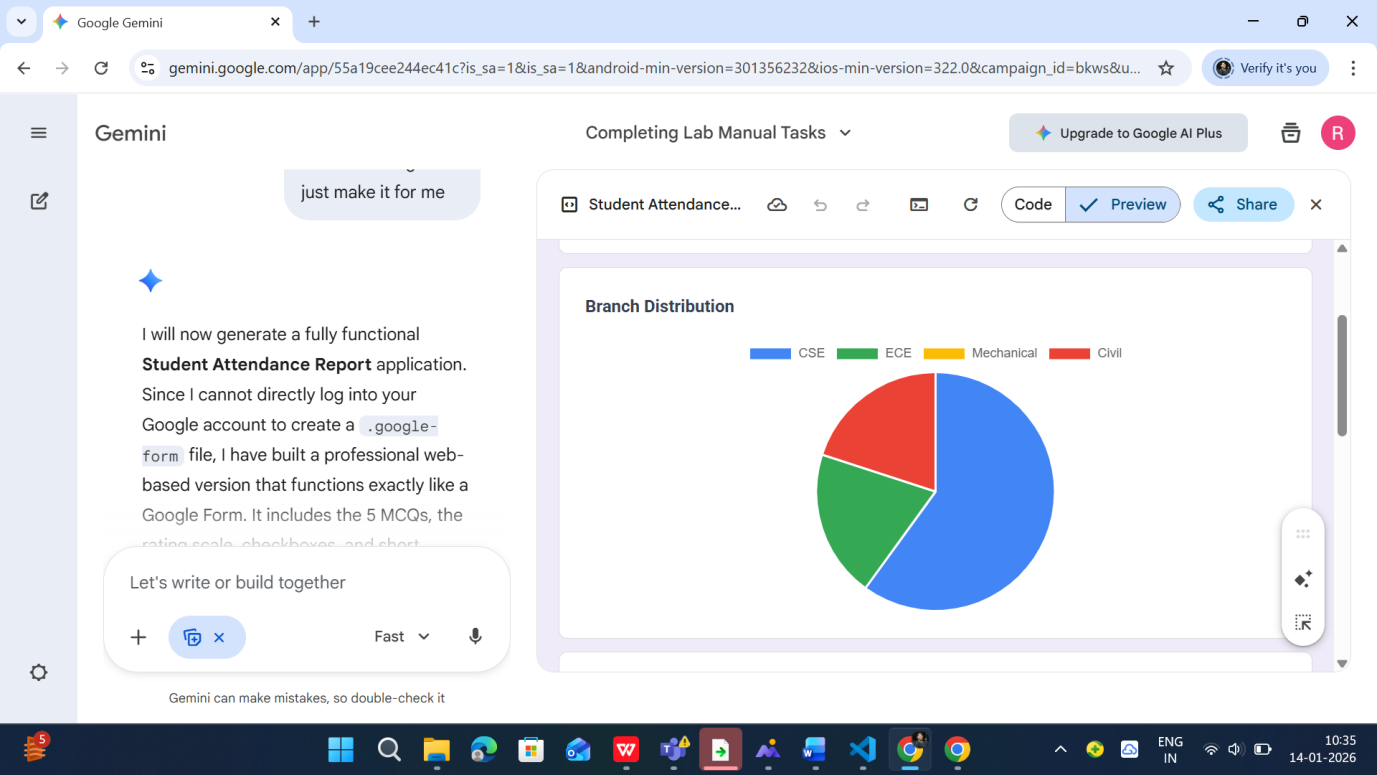 Google Gemini
gemini.google.com/app/55a19cee244ec41c?is_sa=1&is_sa=1&android-min-version=301356232&ios-min-version=322.0&campaign_id=bkws&u...
Verify it's you
Gemini
Completing Lab Manual Tasks
Upgrade to Google AI Plus
R
just make it for me
Student Attendance...
Code
Preview
Share
I will now generate a fully functional
Student Attendance Report application.
Since I cannot directly log into your
Google account to create a .google-
form file, I have built a professional web-
based version that functions exactly like a
Google Form. It includes the 5 MCQs, the
rating scale, checkboxes, and short
Branch Distribution
CSE
ECE
Mechanical
Civil
Let's write or build together
Fast
Gemini can make mistakes, so double-check it
5
ENG
IN
10:35
14-01-2026